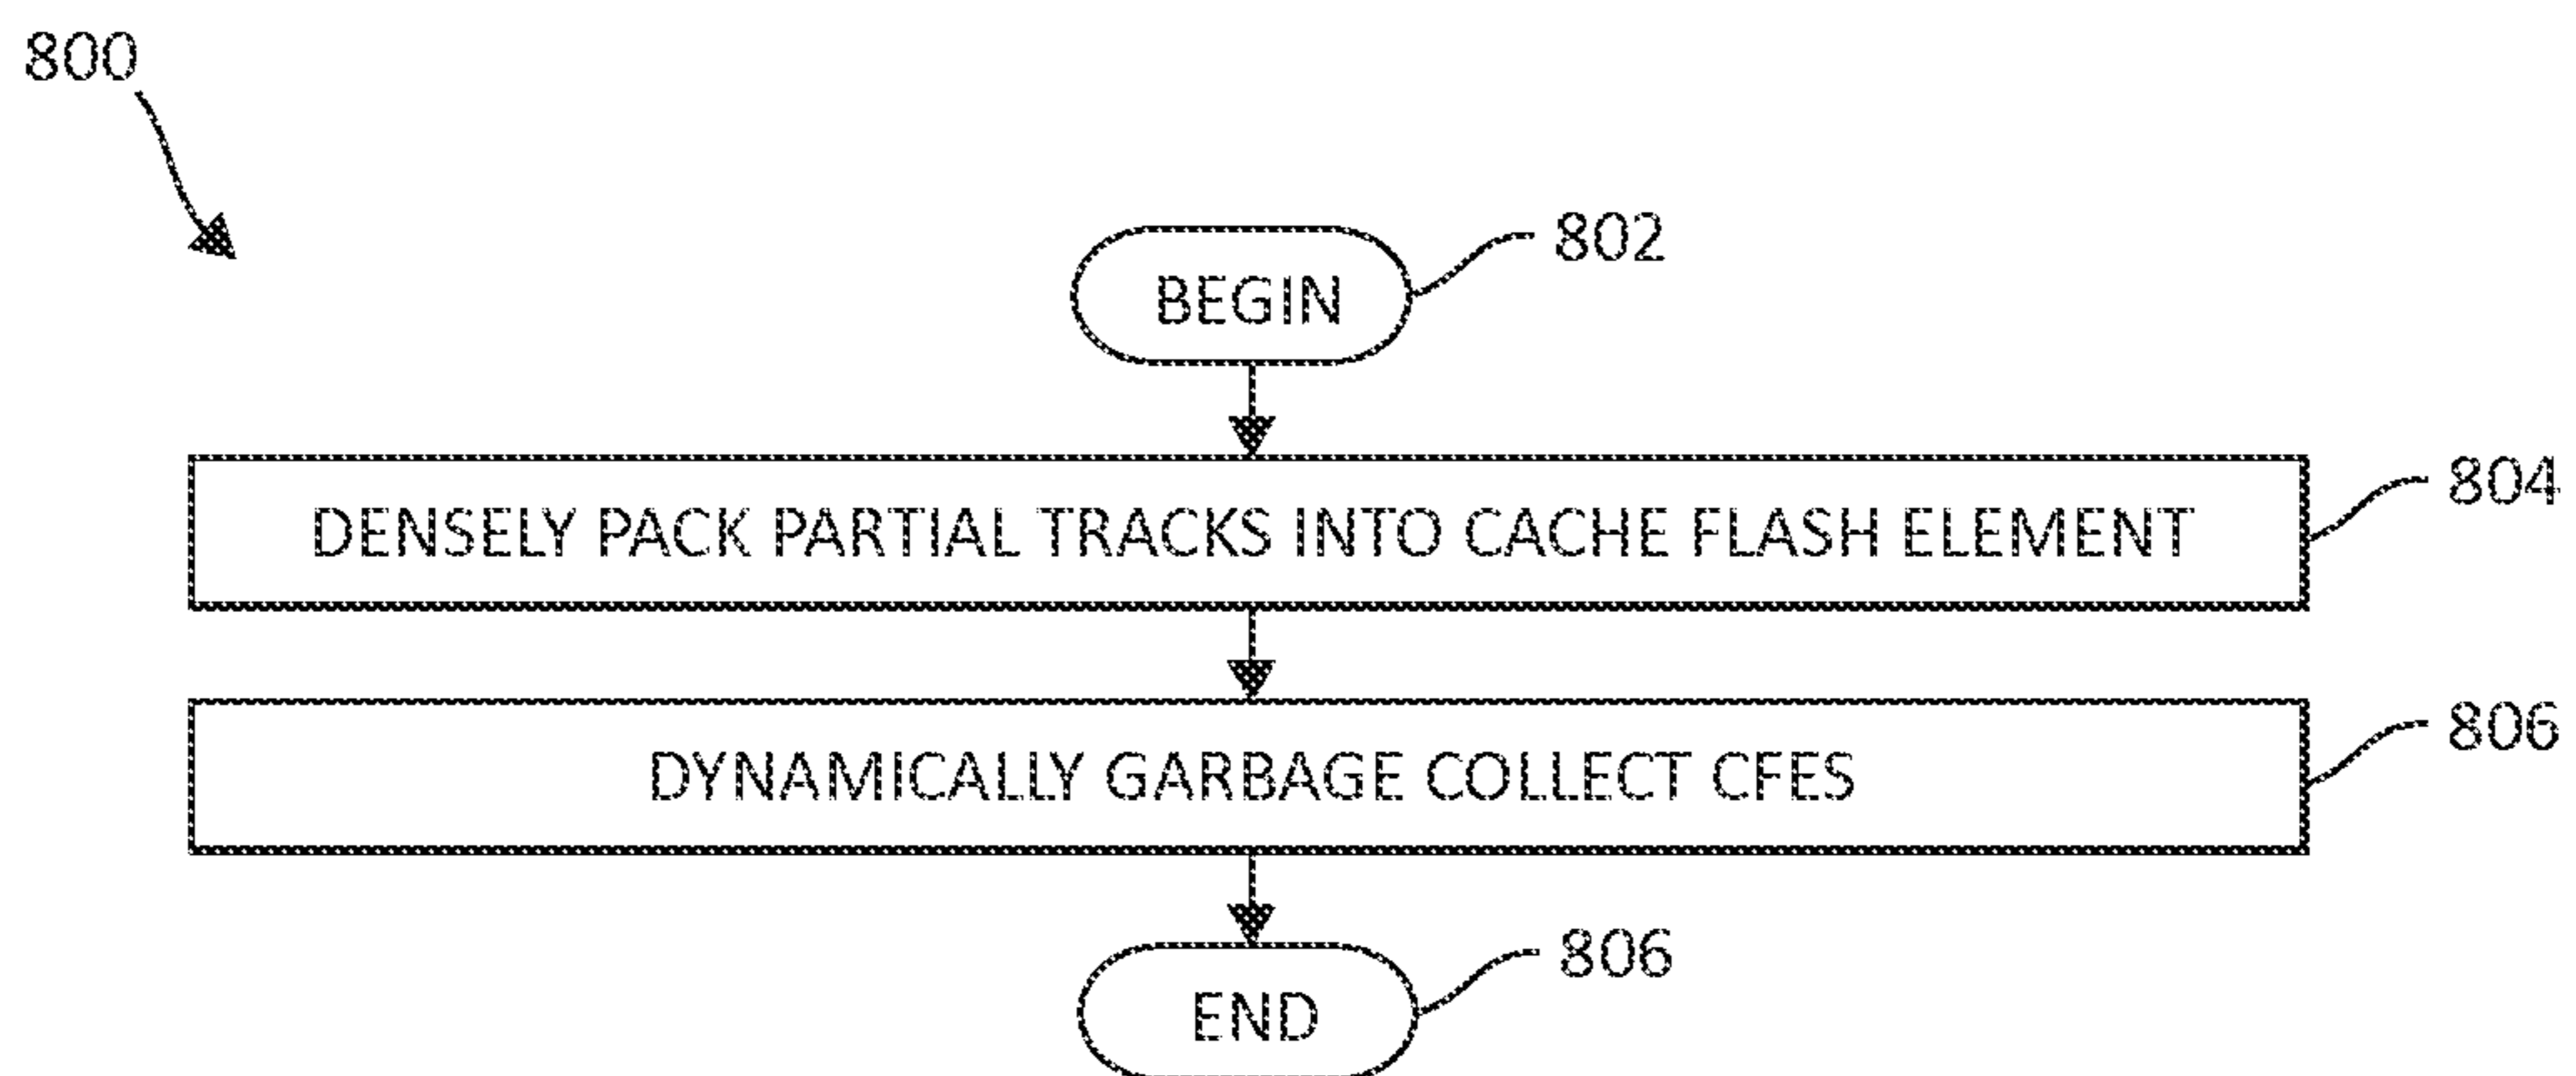 800
BEGIN
802
DENSELY PACK PARTIAL TRACKS INTO CACHE FLASH ELEMENT
804
DYNAMICALLY GARBAGE COLLECT CFES
806
END
806